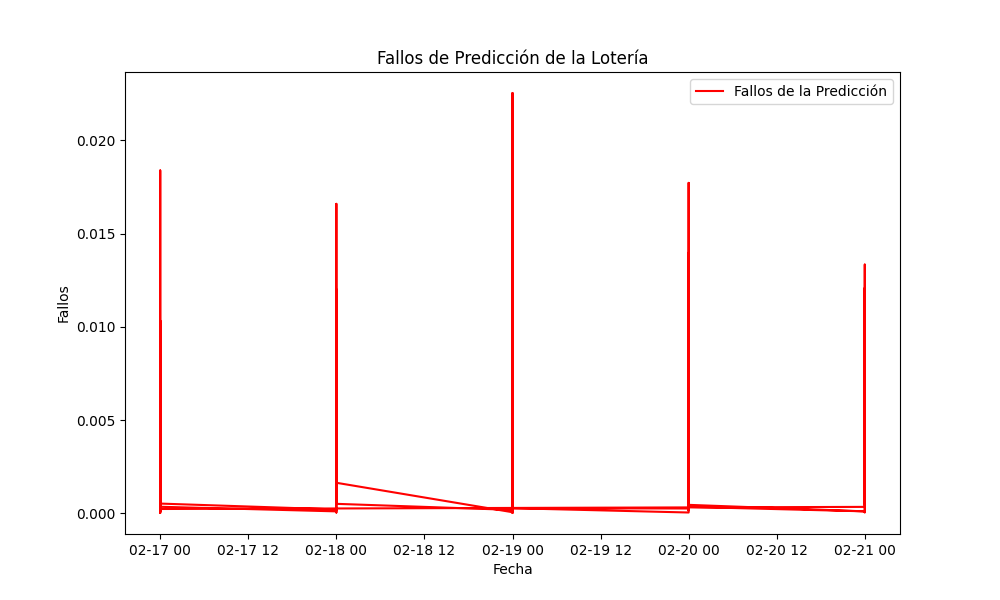 Fallos de Predicción de la Lotería
Fallos de la Predicción
0.020
0.015
0.010
0.005
0.000
Fallos
02-17 00 02-17 12 02-18 00 02-18 12 02-19 00 02-19 12 02-20 00 02-20 12 02-21 00
Fecha